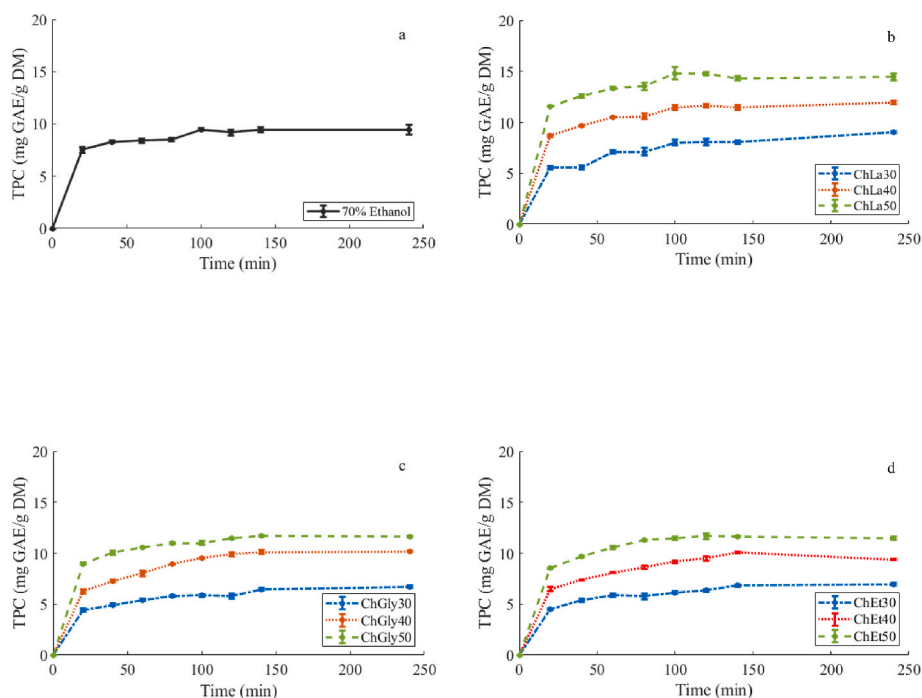 a
20
15
10
5
0
TPC (mg GAE/g DM)
70% Ethanol
0 50 100 150 200 250
Time (min)
b
20
15
10
5
0
TPC (mg GAE/g DM)
ChLa30
ChLa40
ChLa50
0 50 100 150 200 250
Time (min)
c
20
15
10
5
0
TPC (mg GAE/g DM)
ChGly30
ChGly40
ChGly50
0 50 100 150 200 250
Time (min)
d
20
15
10
5
0
TPC (mg GAE/g DM)
ChEt30
ChEt40
ChEt50
0 50 100 150 200 250
Time (min)